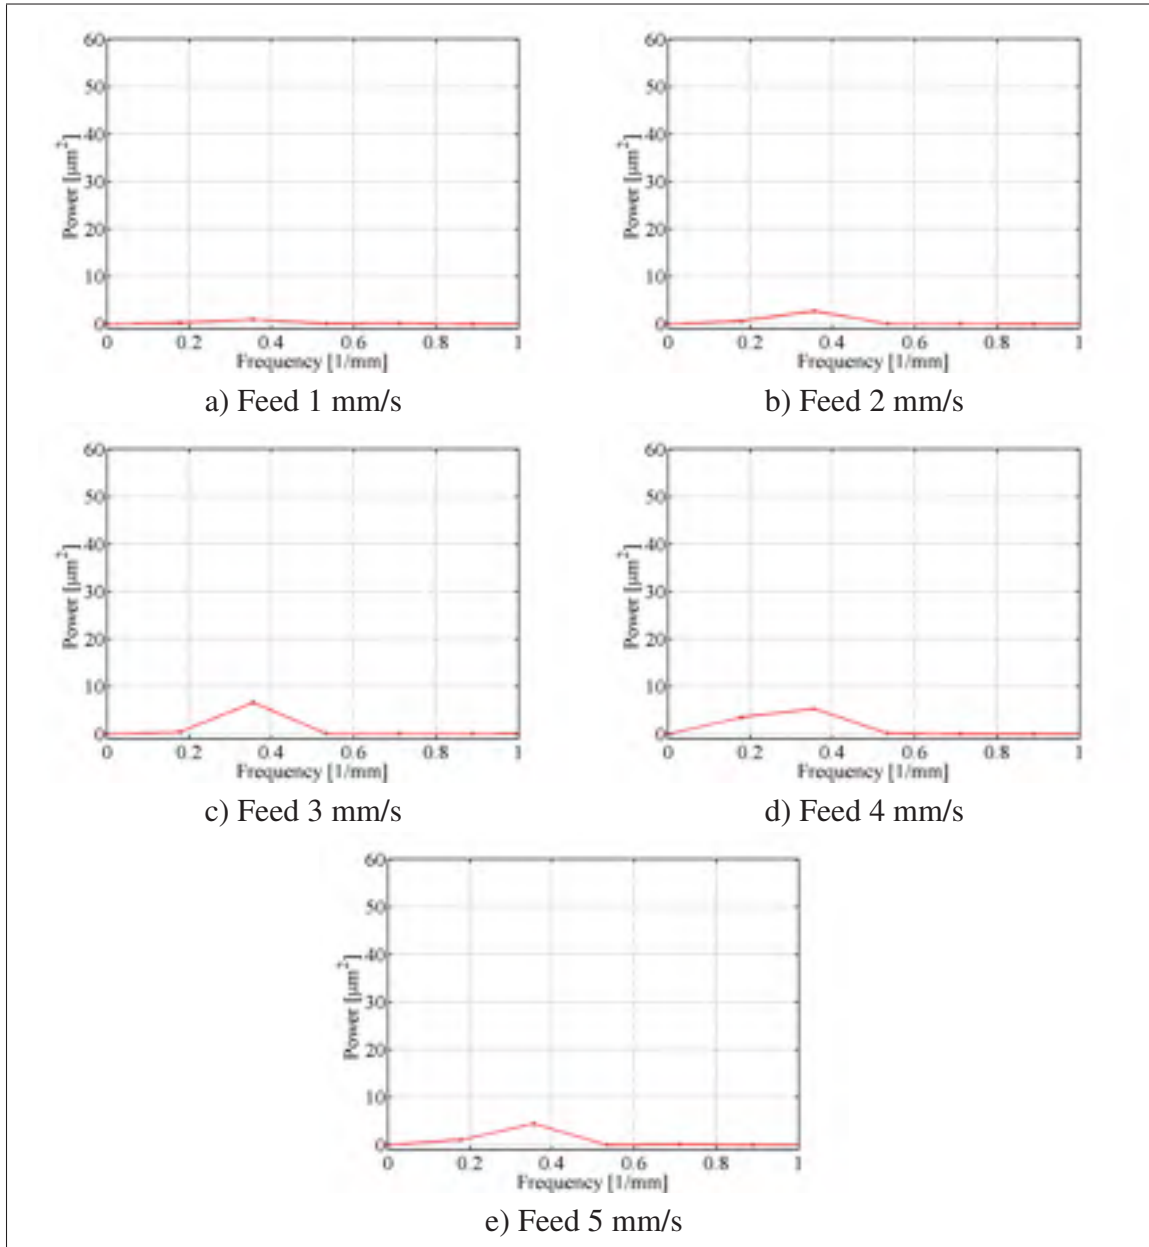 60
50
40
30
20
10
0
Power [μm²]
0 0.2 0.4 0.6 0.8 1
Frequency [1/mm]
a) Feed 1 mm/s
60
50
40
30
20
10
0
Power [μm²]
0 0.2 0.4 0.6 0.8 1
Frequency [1/mm]
b) Feed 2 mm/s
60
50
40
30
20
10
0
Power [μm²]
0 0.2 0.4 0.6 0.8 1
Frequency [1/mm]
c) Feed 3 mm/s
60
50
40
30
20
10
0
Power [μm²]
0 0.2 0.4 0.6 0.8 1
Frequency [1/mm]
d) Feed 4 mm/s
60
50
40
30
20
10
0
Power [μm²]
0 0.2 0.4 0.6 0.8 1
Frequency [1/mm]
e) Feed 5 mm/s